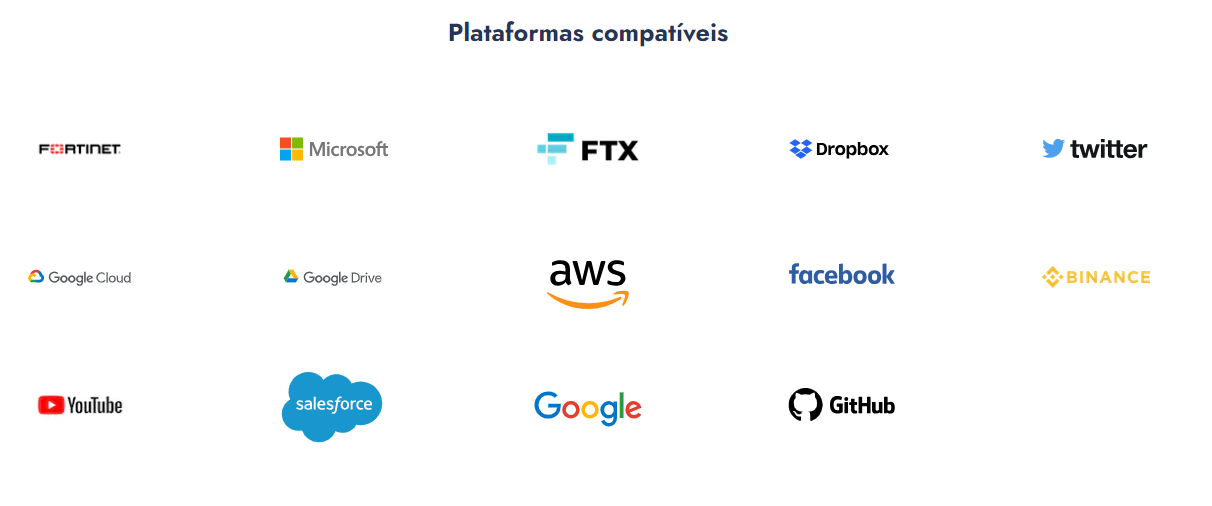 Plataformas compatíveis
FORTINET
Microsoft
FTX
Dropbox
twitter
Google Cloud
Google Drive
aws
facebook
BINANCE
YouTube
salesforce
Google
GitHub